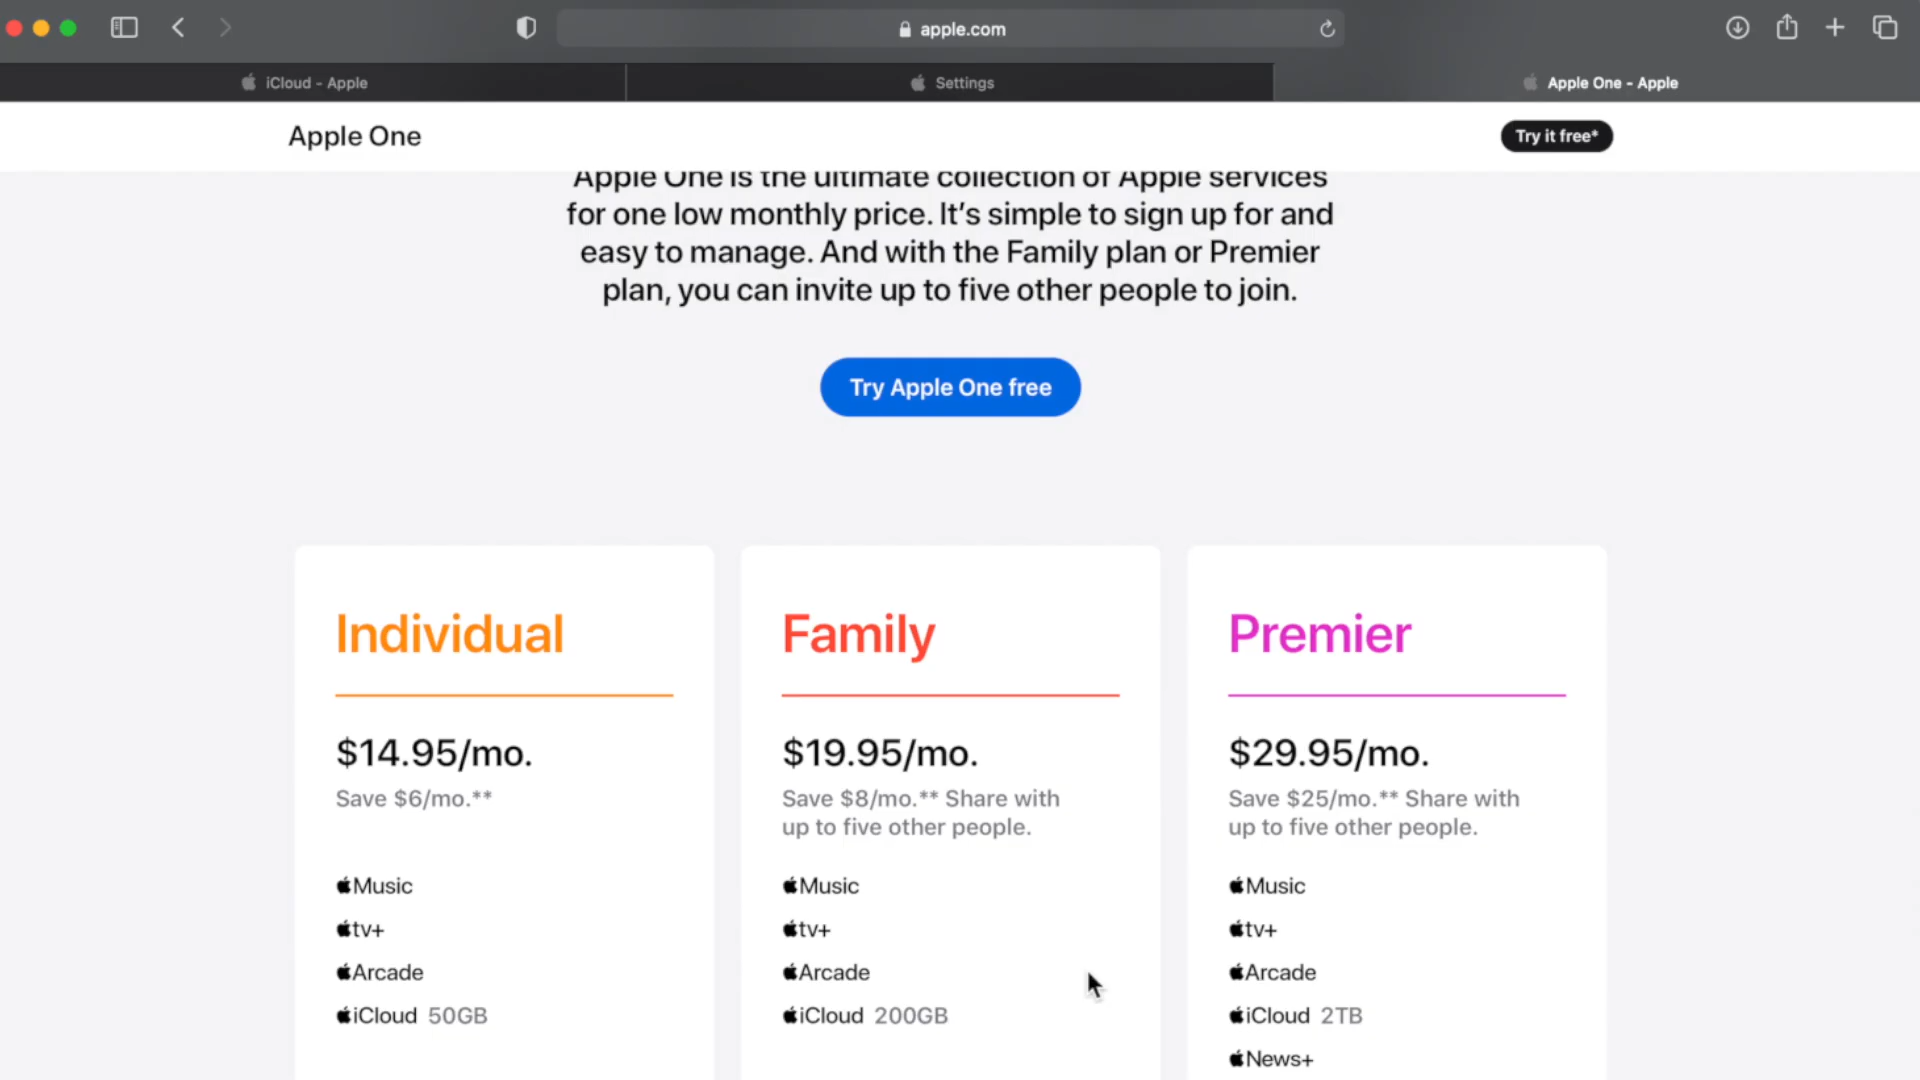 apple.com
iCloud - Apple
Settings
Apple One - Apple
Apple One
Try it free*
Apple One is the ultimate collection of Apple services
for one low monthly price. It’s simple to sign up for and
easy to manage. And with the Family plan or Premier
plan, you can invite up to five other people to join.
Try Apple One free
Individual
$14.95/mo.
Save $6/mo.**
Music
tv+
Arcade
iCloud 50GB
Family
$19.95/mo.
Save $8/mo.** Share with
up to five other people.
Music
tv+
Arcade
iCloud 200GB
Premier
$29.95/mo.
Save $25/mo.** Share with
up to five other people.
Music
tv+
Arcade
iCloud 2TB
News+